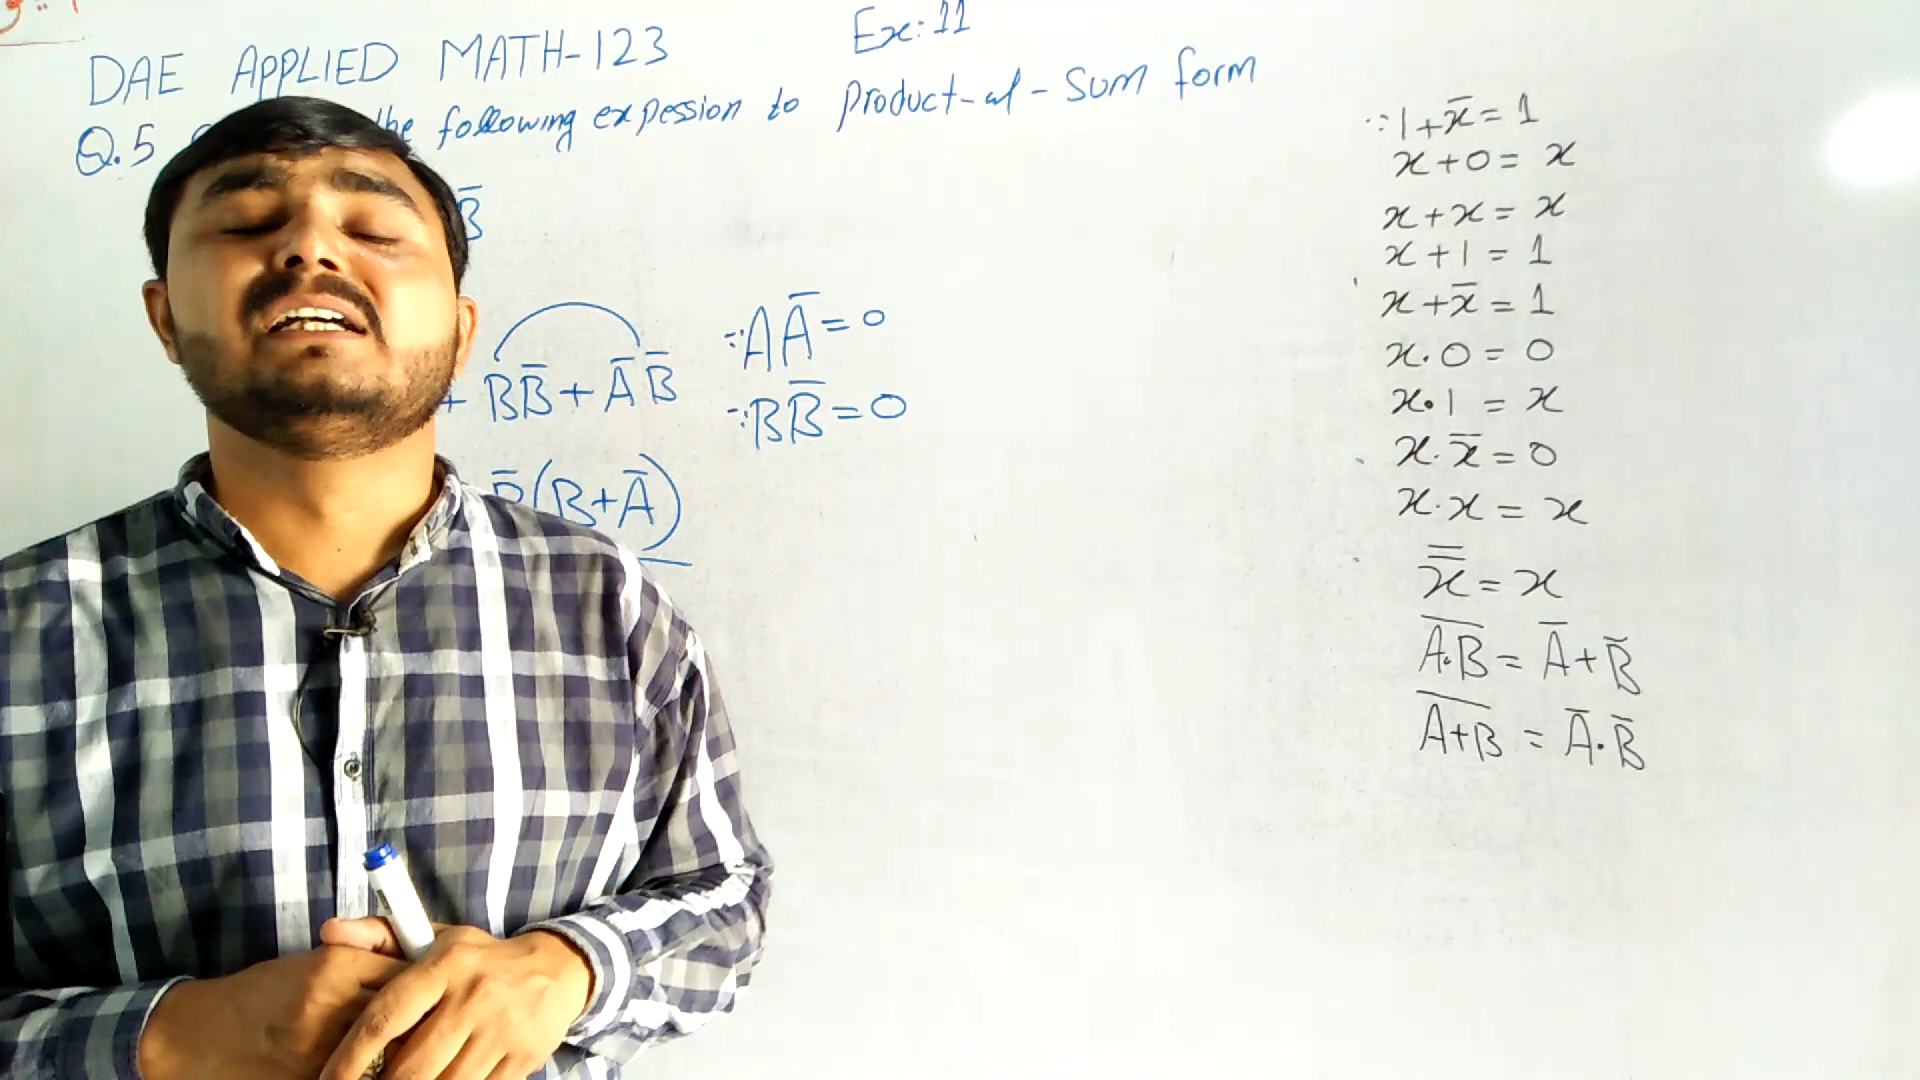 DAE APPLIED MATH-123 Ex: 11
Q.5 the following expession to product-of-sum form
B̅
+ BB̅ + A̅ B̅ ∵ AA̅ = 0
∵ BB̅ = 0
B̅(B+A̅)
∵ 1+x̅ = 1
x+0 = x
x+x = x
x+1 = 1
x+x̅ = 1
x.0 = 0
x.1 = x
x.x̅ = 0
x.x = x
x̿ = x
A̅.̅B̅ = A̅+B̅
A̅+̅B̅ = A̅.B̅